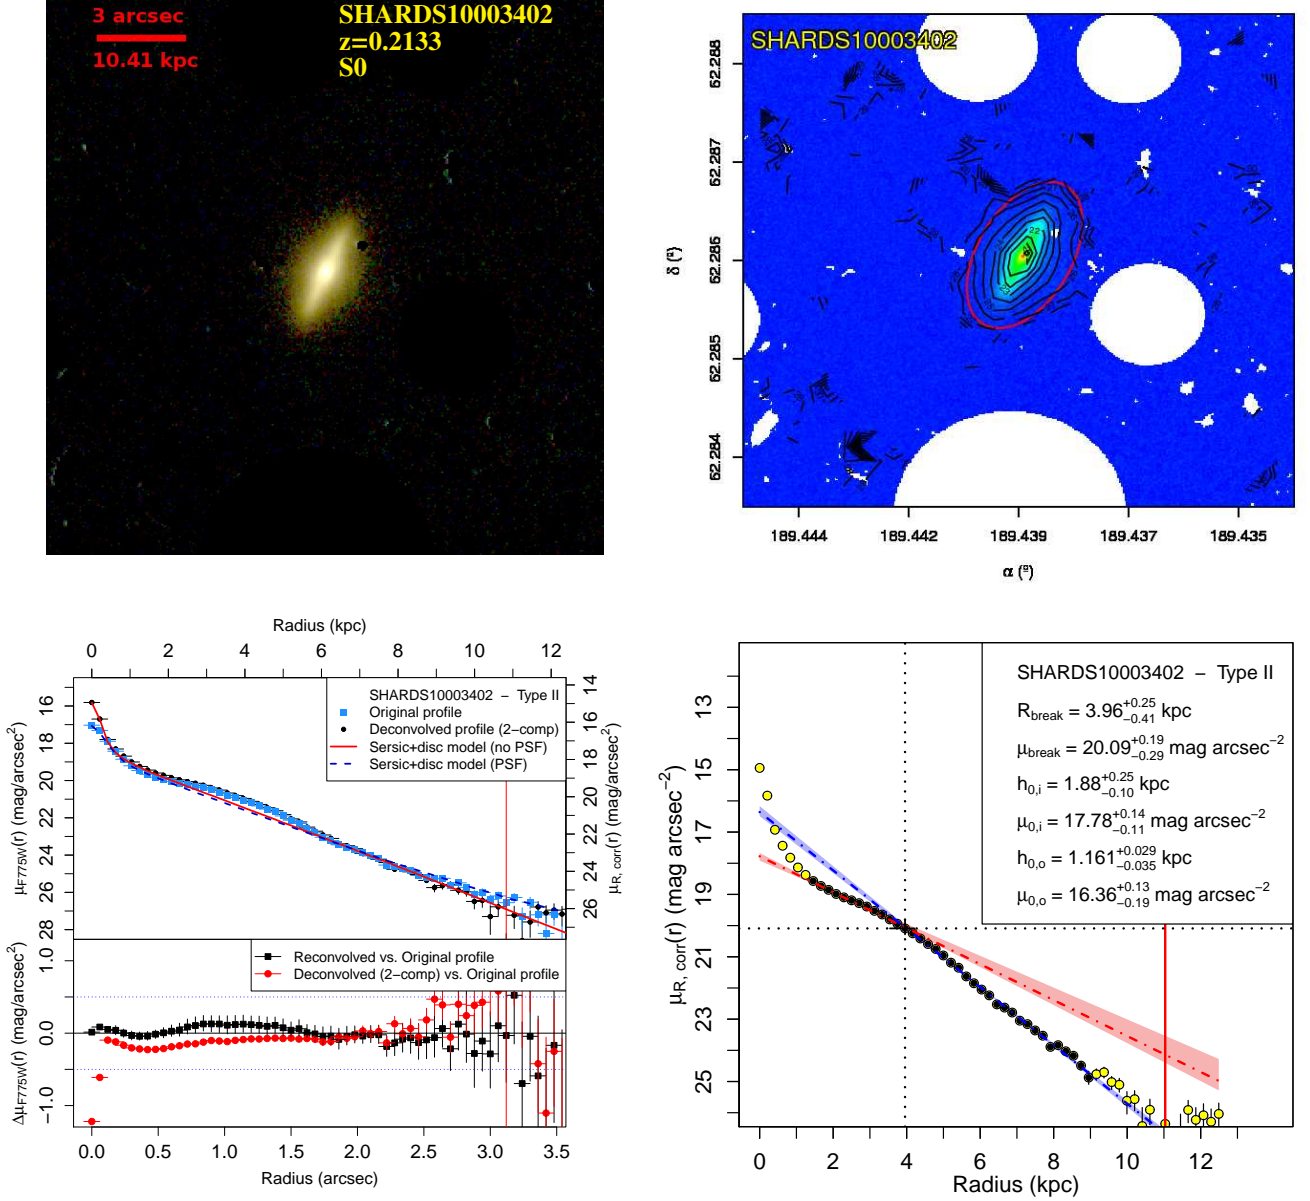 3 arcsec
10.41 kpc
SHARDS10003402
z=0.2133
S0
SHARDS10003402
62.288
62.287
62.286
62.285
62.284
δ (º)
22
189.444
189.442
189.439
189.437
189.435
α (º)
Radius (kpc)
0 2 4 6 8 10 12
16
18
20
22
24
26
28
μF775W(r) (mag/arcsec²)
14
16
18
20
22
24
26
μR, corr(r) (mag/arcsec²)
SHARDS10003402 − Type II
Original profile
Deconvolved profile (2-comp)
Sersic+disc model (no PSF)
Sersic+disc model (PSF)
Reconvolved vs. Original profile
Deconvolved (2-comp) vs. Original profile
1.0
0.0
−1.0
ΔμF775W(r) (mag/arcsec²)
0.0 0.5 1.0 1.5 2.0 2.5 3.0 3.5
Radius (arcsec)
SHARDS10003402 − Type II
Rbreak = 3.96 +0.25 −0.41 kpc
μbreak = 20.09 +0.19 −0.29 mag arcsec−2
h0,i = 1.88 +0.25 −0.10 kpc
μ0,i = 17.78 +0.14 −0.11 mag arcsec−2
h0,o = 1.161 +0.029 −0.035 kpc
μ0,o = 16.36 +0.13 −0.19 mag arcsec−2
13
15
17
19
21
23
25
μR, corr(r) (mag arcsec−2)
0 2 4 6 8 10 12
Radius (kpc)